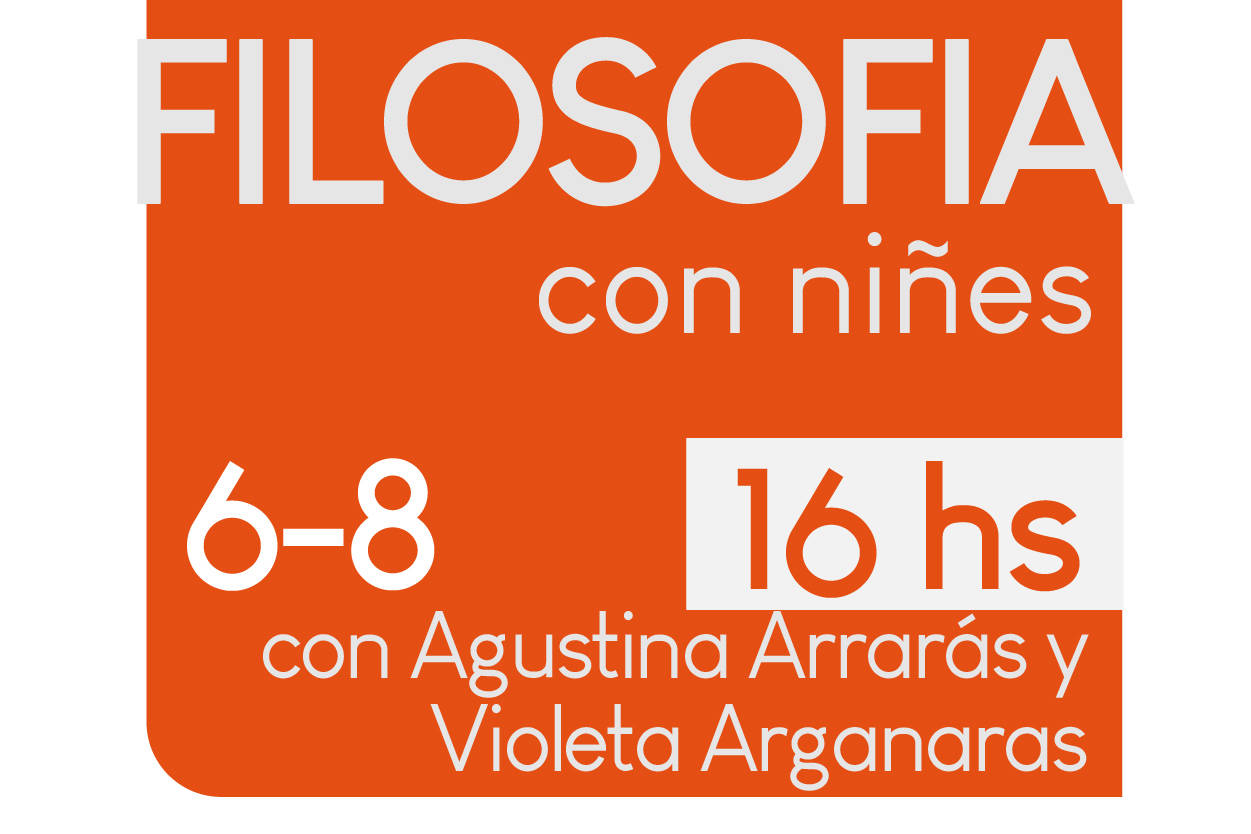 FILOSOFIA
con niñes
6-8 16 hs
con Agustina Arrarás y
Violeta Arganaras